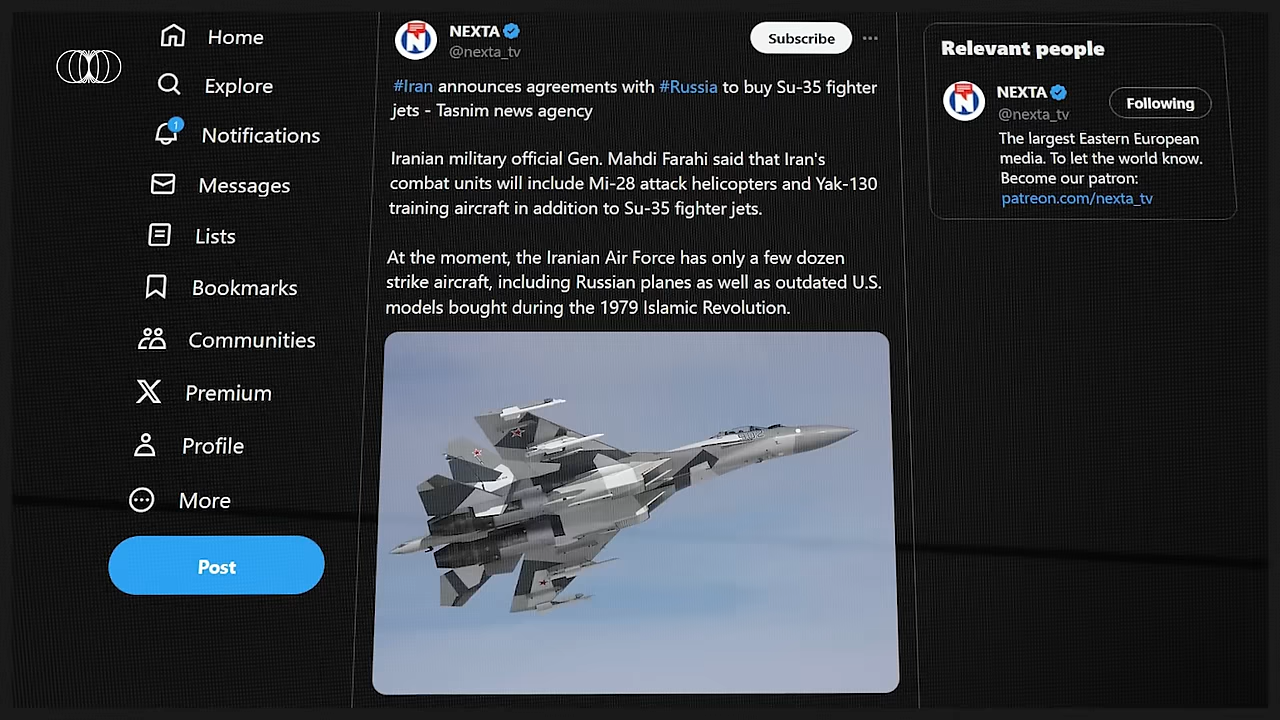 Home
Explore
1
Notifications
Messages
Lists
Bookmarks
Communities
Premium
Profile
More
Post
NEXTA
@nexta_tv
Subscribe
#Iran announces agreements with #Russia to buy Su-35 fighter
jets - Tasnim news agency
Iranian military official Gen. Mahdi Farahi said that Iran's
combat units will include Mi-28 attack helicopters and Yak-130
training aircraft in addition to Su-35 fighter jets.
At the moment, the Iranian Air Force has only a few dozen
strike aircraft, including Russian planes as well as outdated U.S.
models bought during the 1979 Islamic Revolution.
Relevant people
NEXTA
@nexta_tv
Following
The largest Eastern European
media. To let the world know.
Become our patron:
patreon.com/nexta_tv